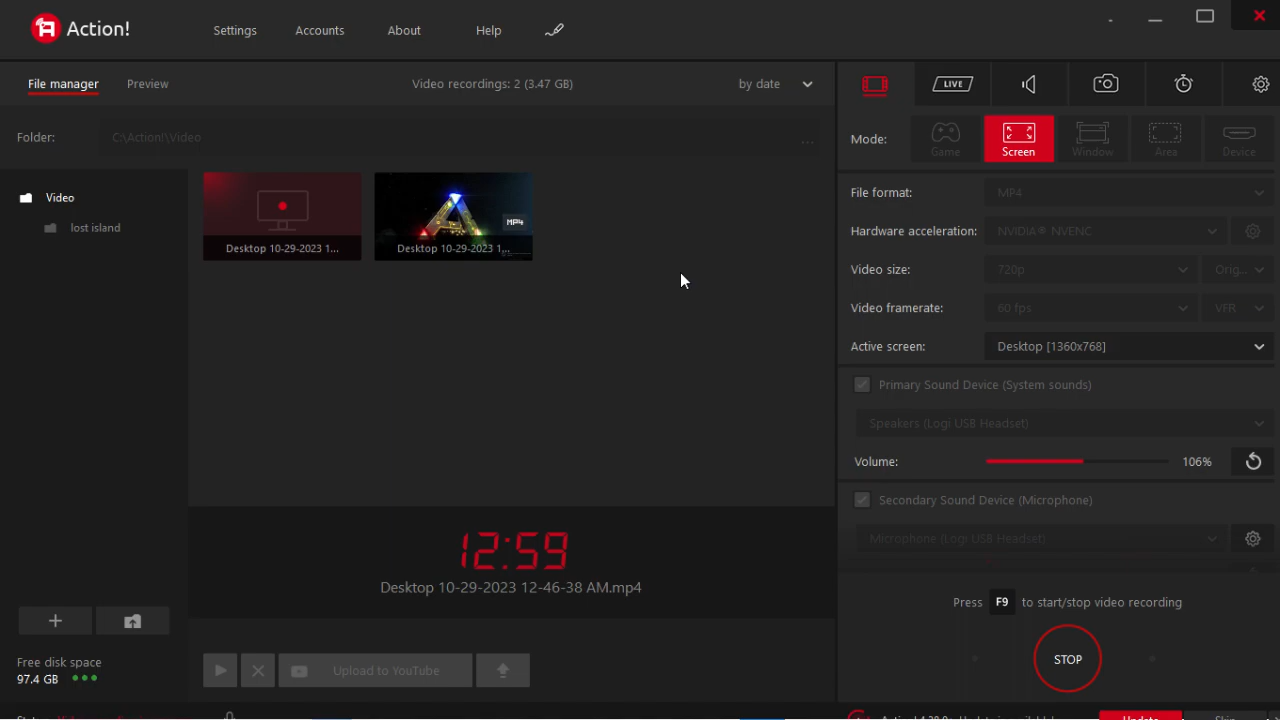 Action!
Settings Accounts About Help
File manager Preview Video recordings: 2 (3.47 GB) by date
LIVE
Folder: C:\Action!\Video ...
Mode: Game Screen Window Area Device
Video
lost island
MP4
Desktop 10-29-2023 1... Desktop 10-29-2023 1...
File format: MP4
Hardware acceleration: NVIDIA® NVENC
Video size: 720p Orig...
Video framerate: 60 fps VFR
Active screen: Desktop [1360x768]
Primary Sound Device (System sounds)
Speakers (Logi USB Headset)
Volume: 106%
Secondary Sound Device (Microphone)
Microphone (Logi USB Headset)
12:59
Desktop 10-29-2023 12-46-38 AM.mp4
Press F9 to start/stop video recording
STOP
Free disk space
97.4 GB
Upload to YouTube
Update